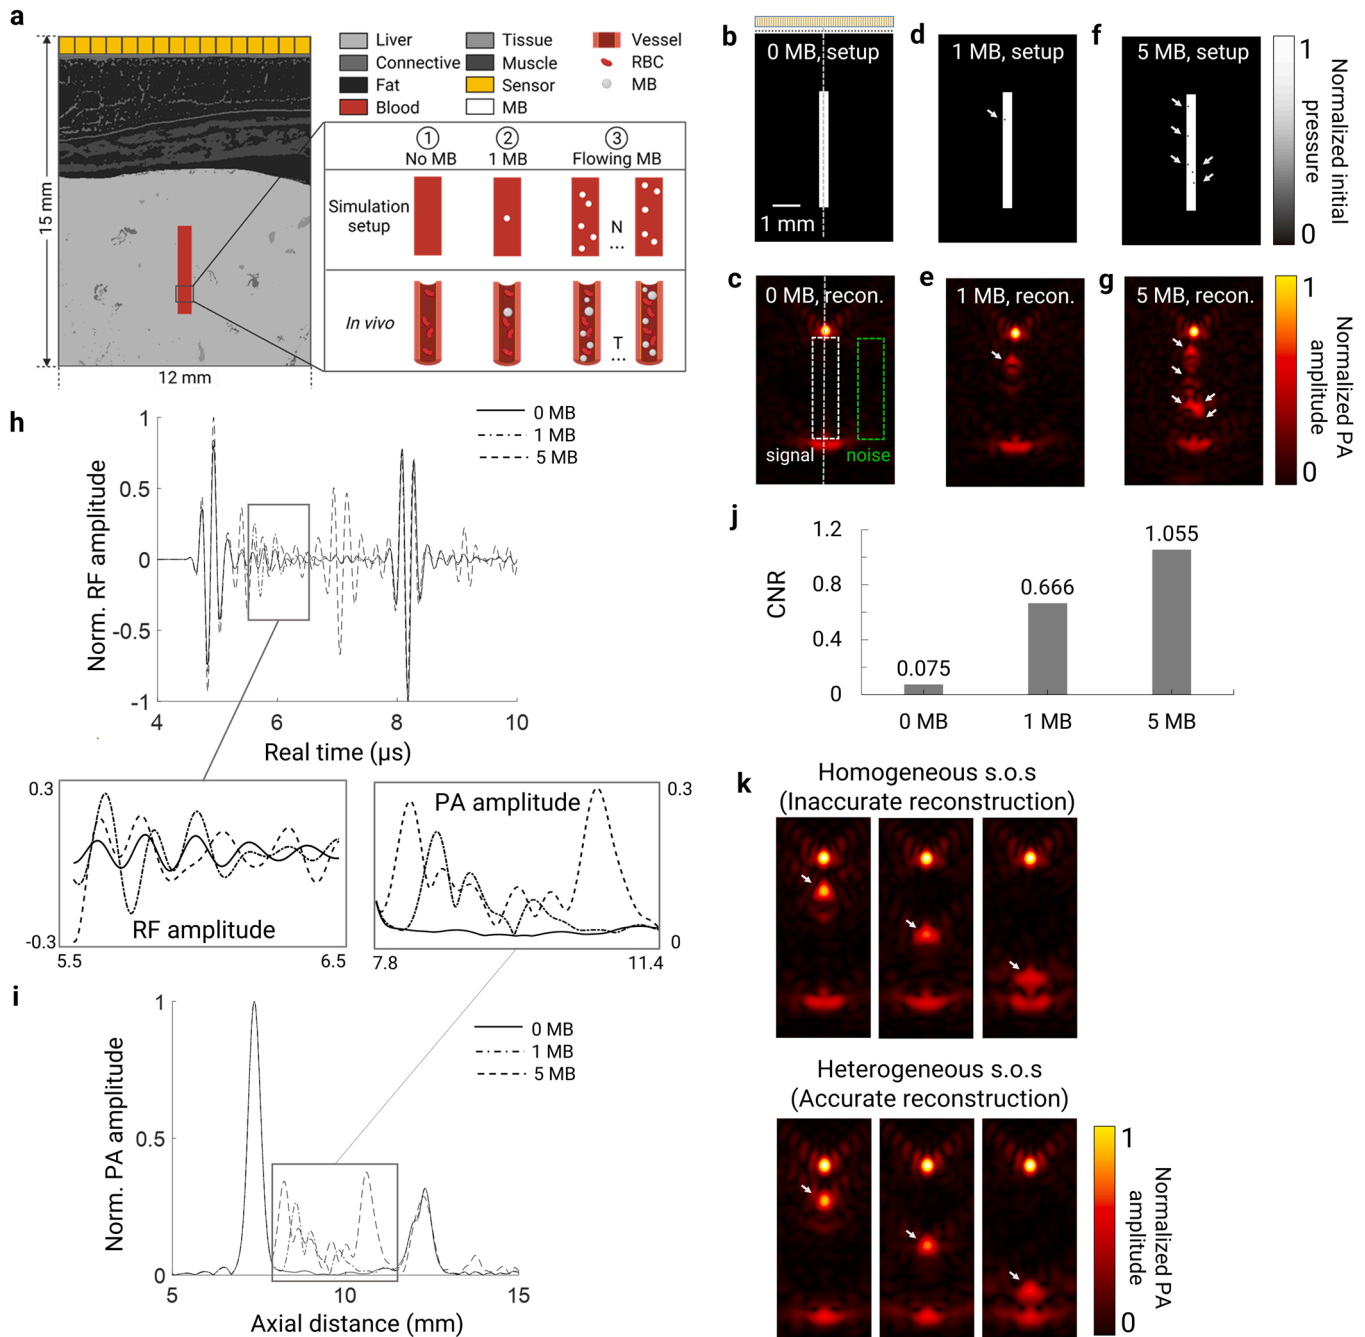 a
15 mm
12 mm
Liver
Connective
Fat
Blood
Tissue
Muscle
Sensor
MB
Vessel
RBC
MB
1
No MB
2
1 MB
3
Flowing MB
Simulation
setup
N
...
In vivo
T
...
b
0 MB, setup
1 mm
d
1 MB, setup
f
5 MB, setup
1
0
Normalized initial
pressure
c
0 MB, recon.
signal
noise
e
1 MB, recon.
g
5 MB, recon.
1
0
Normalized PA
amplitude
h
Norm. RF amplitude
1
0.5
0
-0.5
-1
4
6
8
10
Real time (µs)
0 MB
1 MB
5 MB
0.3
-0.3
RF amplitude
5.5
6.5
PA amplitude
0.3
0
7.8
11.4
i
Norm. PA amplitude
1
0.5
0
5
10
15
Axial distance (mm)
0 MB
1 MB
5 MB
j
CNR
1.2
0.8
0.4
0
0.075
0.666
1.055
0 MB
1 MB
5 MB
k
Homogeneous s.o.s
(Inaccurate reconstruction)
Heterogeneous s.o.s
(Accurate reconstruction)
1
0
Normalized PA
amplitude